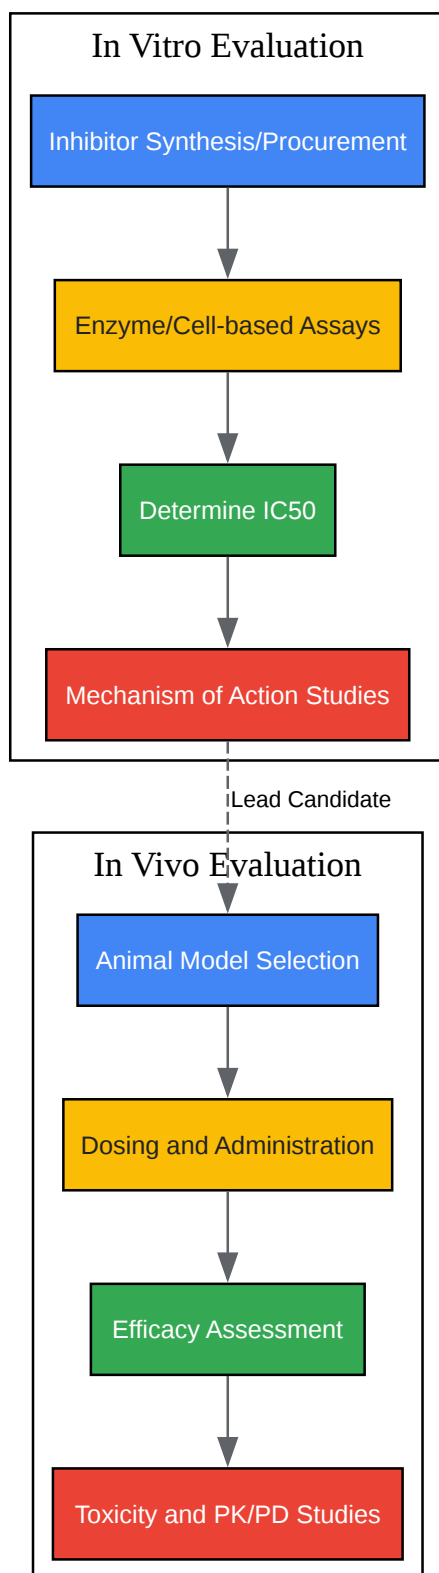 In Vitro Evaluation
Inhibitor Synthesis/Procurement
Enzyme/Cell-based Assays
Determine IC50
Mechanism of Action Studies
Lead Candidate
In Vivo Evaluation
Animal Model Selection
Dosing and Administration
Efficacy Assessment
Toxicity and PK/PD Studies